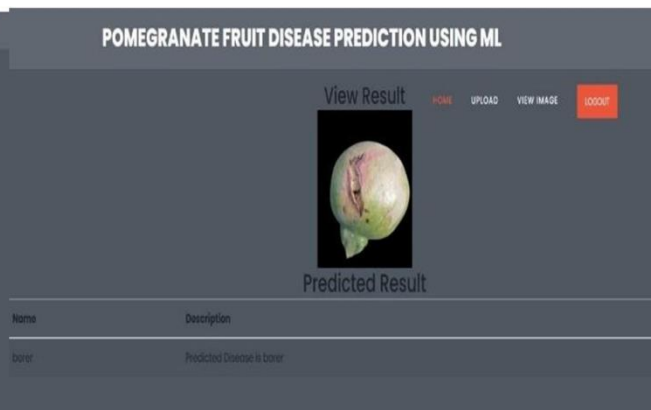 POMEGRANATE FRUIT DISEASE PREDICTION USING ML
View Result
HOME UPLOAD VIEW IMAGE LOGOUT
Predicted Result
Name Description
borer Predicted Disease is borer